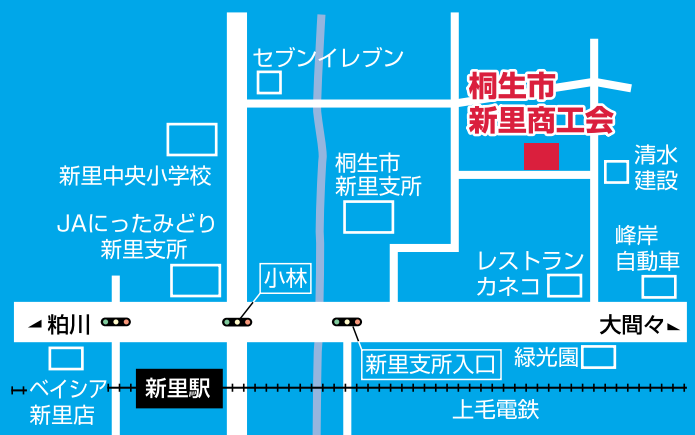 セブンイレブン
桐生市
新里商工会
新里中央小学校
桐生市
新里支所
清水
建設
JAにったみどり
新里支所
峰岸
自動車
レストラン
カネコ
小林
粕川
大間々
新里支所入口
緑光園
ベイシア
新里店
新里駅
上毛電鉄